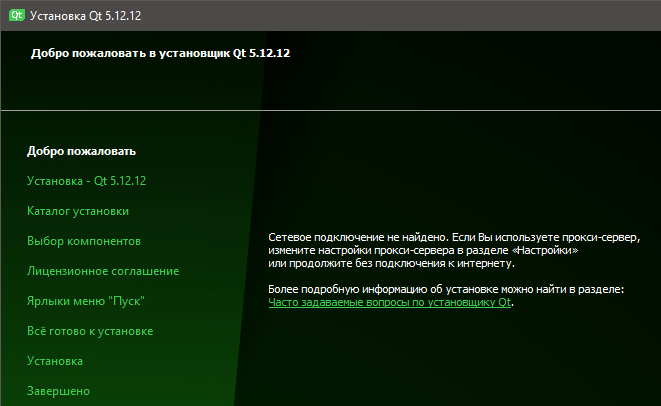 Qt Установка Qt 5.12.12
Добро пожаловать в установщик Qt 5.12.12
Добро пожаловать
Установка - Qt 5.12.12
Каталог установки
Выбор компонентов
Лицензионное соглашение
Ярлыки меню "Пуск"
Всё готово к установке
Установка
Завершено
Сетевое подключение не найдено. Если Вы используете прокси-сервер,
измените настройки прокси-сервера в разделе «Настройки»
или продолжите без подключения к интернету.
Более подробную информацию об установке можно найти в разделе:
Часто задаваемые вопросы по установщику Qt.